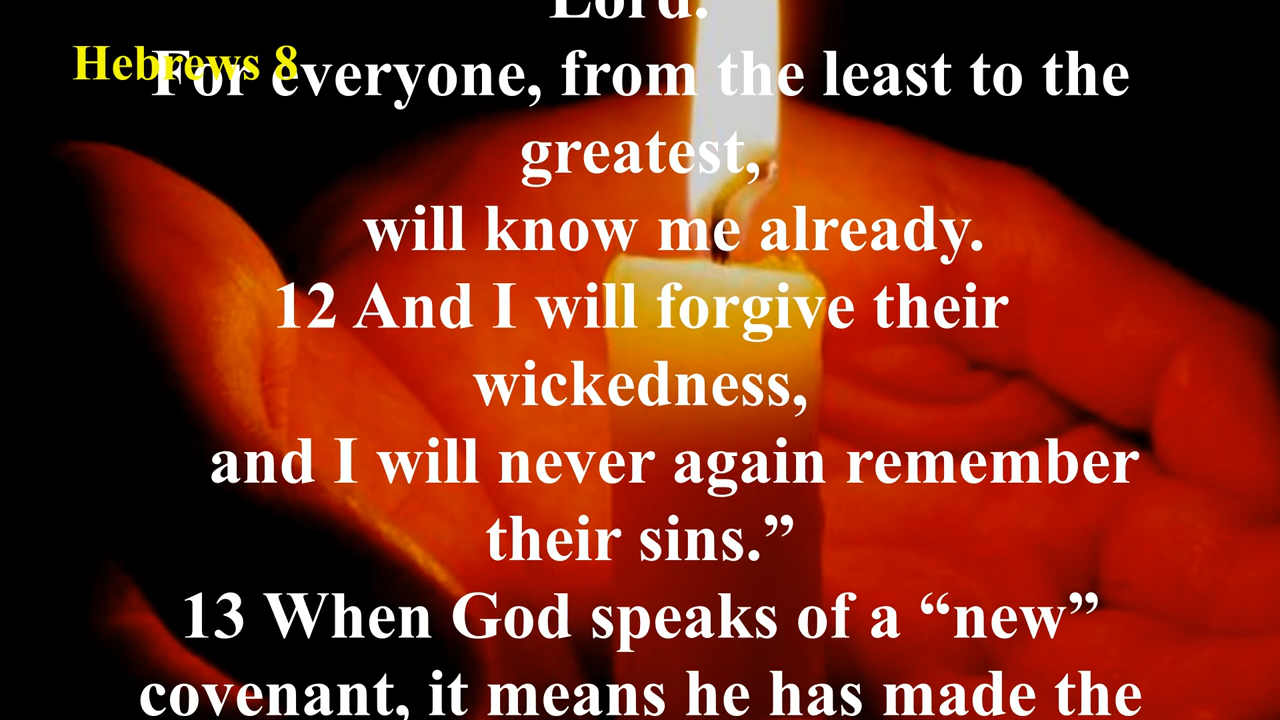 Lord.
Hebrews 8
For everyone, from the least to the
greatest,
will know me already.
12 And I will forgive their
wickedness,
and I will never again remember
their sins.”
13 When God speaks of a “new”
covenant, it means he has made the